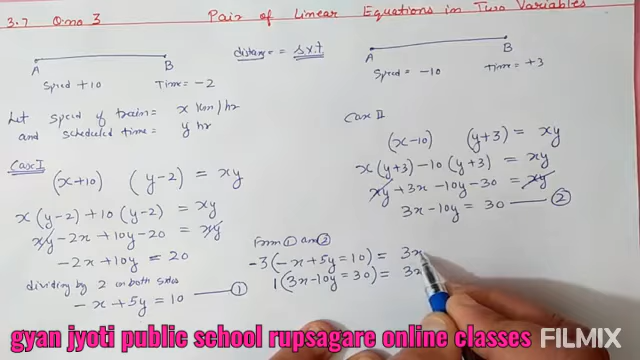 3.7 Q.no 3 Pair of Linear Equations in Two Variables
A B
Speed +10 Time = -2
distance = s x t
A B
Speed = -10 Time = +3
Let speed of train = x km/hr
and scheduled time = y hr
Case I
(x+10) (y-2) = xy
x(y-2)+10(y-2) = xy
xy-2x+10y-20 = xy
-2x+10y = 20
dividing by 2 on both sides
-x+5y = 10 ①
Case II
(x-10) (y+3) = xy
x(y+3)-10(y+3) = xy
xy+3x-10y-30 = xy
3x-10y = 30 ②
Form ① and ②
-3(-x+5y=10) = 3x
1(3x-10y=30) = 3x
gyan jyoti public school rupsagare online classes
FILMIX